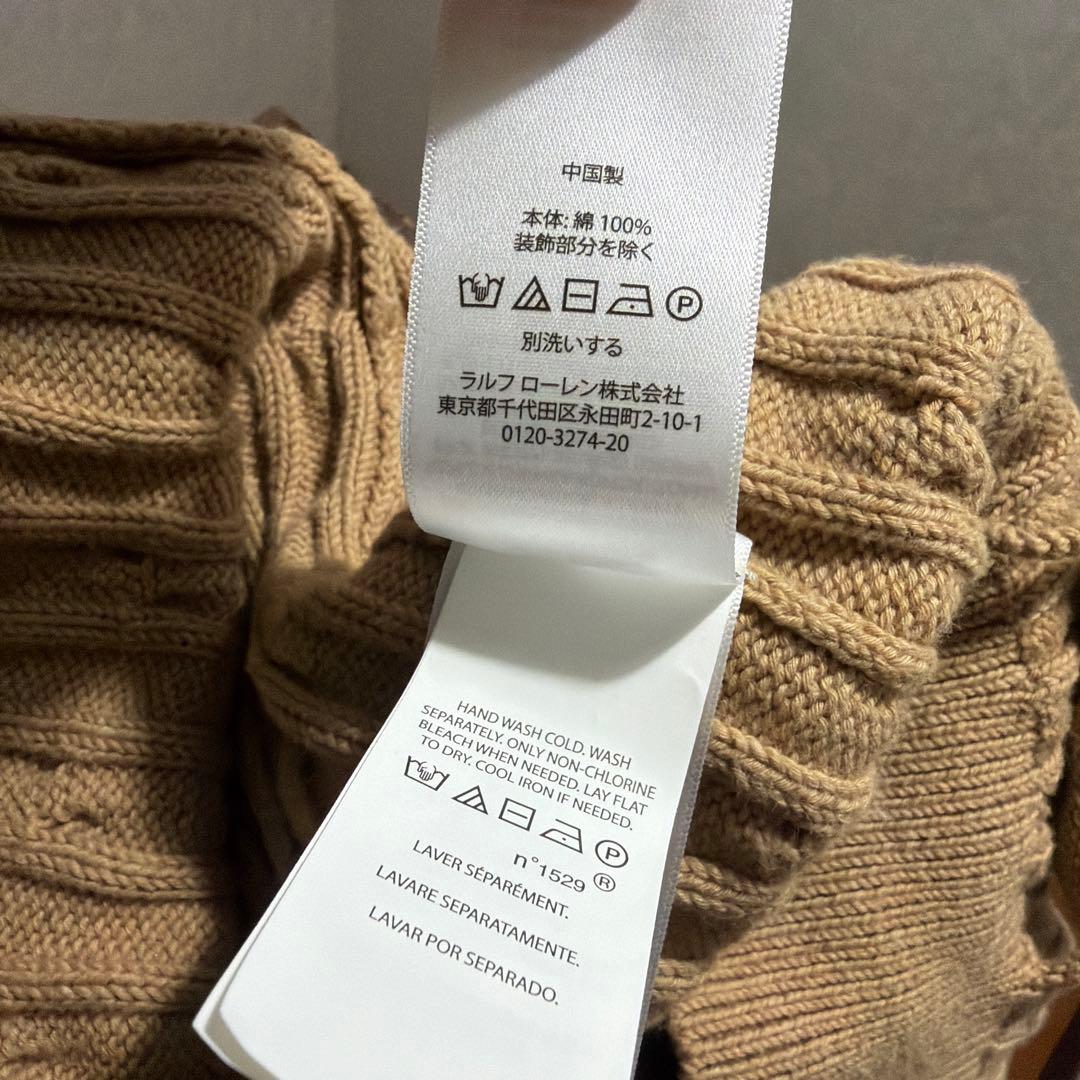 中国製
本体: 綿 100%
装飾部分を除く
P
別洗いする
ラルフ ローレン株式会社
東京都千代田区永田町2-10-1
0120-3274-20
HAND WASH COLD. WASH
SEPARATELY. ONLY NON-CHLORINE
BLEACH WHEN NEEDED. LAY FLAT
TO DRY. COOL IRON IF NEEDED.
P
n°1529 ®
LAVER SÉPARÉMENT.
LAVARE SEPARATAMENTE.
LAVAR POR SEPARADO.